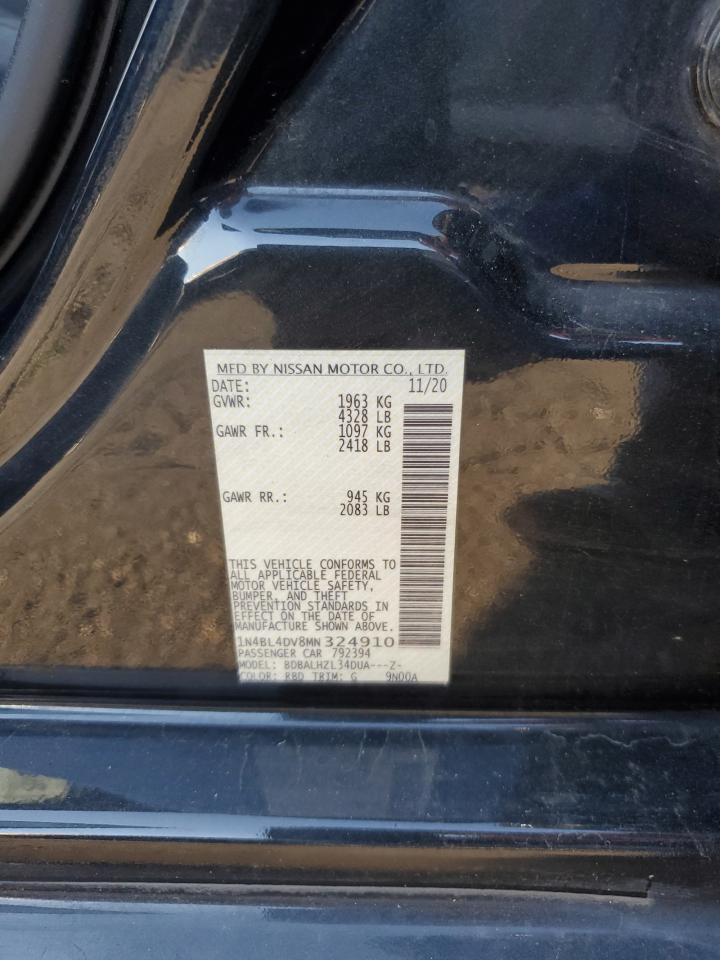 MFD BY NISSAN MOTOR CO., LTD.
DATE: 11/20
GVWR: 1963 KG
4328 LB
GAWR FR.: 1097 KG
2418 LB
GAWR RR.: 945 KG
2083 LB
THIS VEHICLE CONFORMS TO
ALL APPLICABLE FEDERAL
MOTOR VEHICLE SAFETY,
BUMPER, AND THEFT
PREVENTION STANDARDS IN
EFFECT ON THE DATE OF
MANUFACTURE SHOWN ABOVE.
1N4BL4DV8MN324910
PASSENGER CAR 792394
MODEL: BDBALHZL34DUA---Z-
COLOR: RBD TRIM: G 9N00A